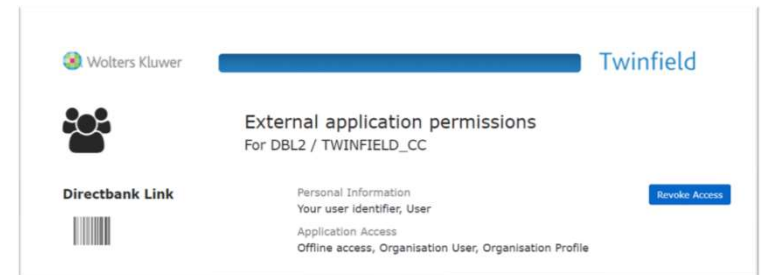 Wolters Kluwer
Twinfield
External application permissions
For DBL2 / TWINFIELD_CC
Directbank Link
Personal Information
Your user identifier, User
Revoke Access
Application Access
Offline access, Organisation User, Organisation Profile